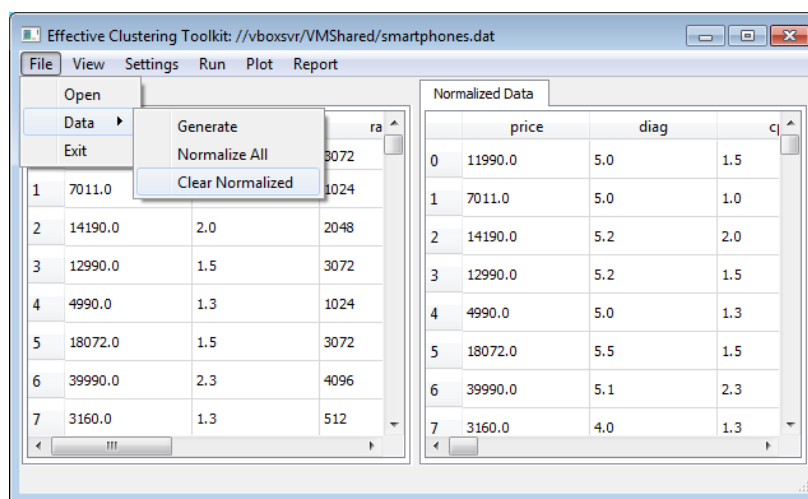 Effective Clustering Toolkit: //vboxsvr/VMShared/smartphones.dat
File View Settings Run Plot Report
Open
Data
Exit
Generate
Normalize All
Clear Normalized
ra
3072
1 7011.0 1024
2 14190.0 2.0 2048
3 12990.0 1.5 3072
4 4990.0 1.3 1024
5 18072.0 1.5 3072
6 39990.0 2.3 4096
7 3160.0 1.3 512
Normalized Data
price diag
0 11990.0 5.0 1.5
1 7011.0 5.0 1.0
2 14190.0 5.2 2.0
3 12990.0 5.2 1.5
4 4990.0 5.0 1.3
5 18072.0 5.5 1.5
6 39990.0 5.1 2.3
7 3160.0 4.0 1.3